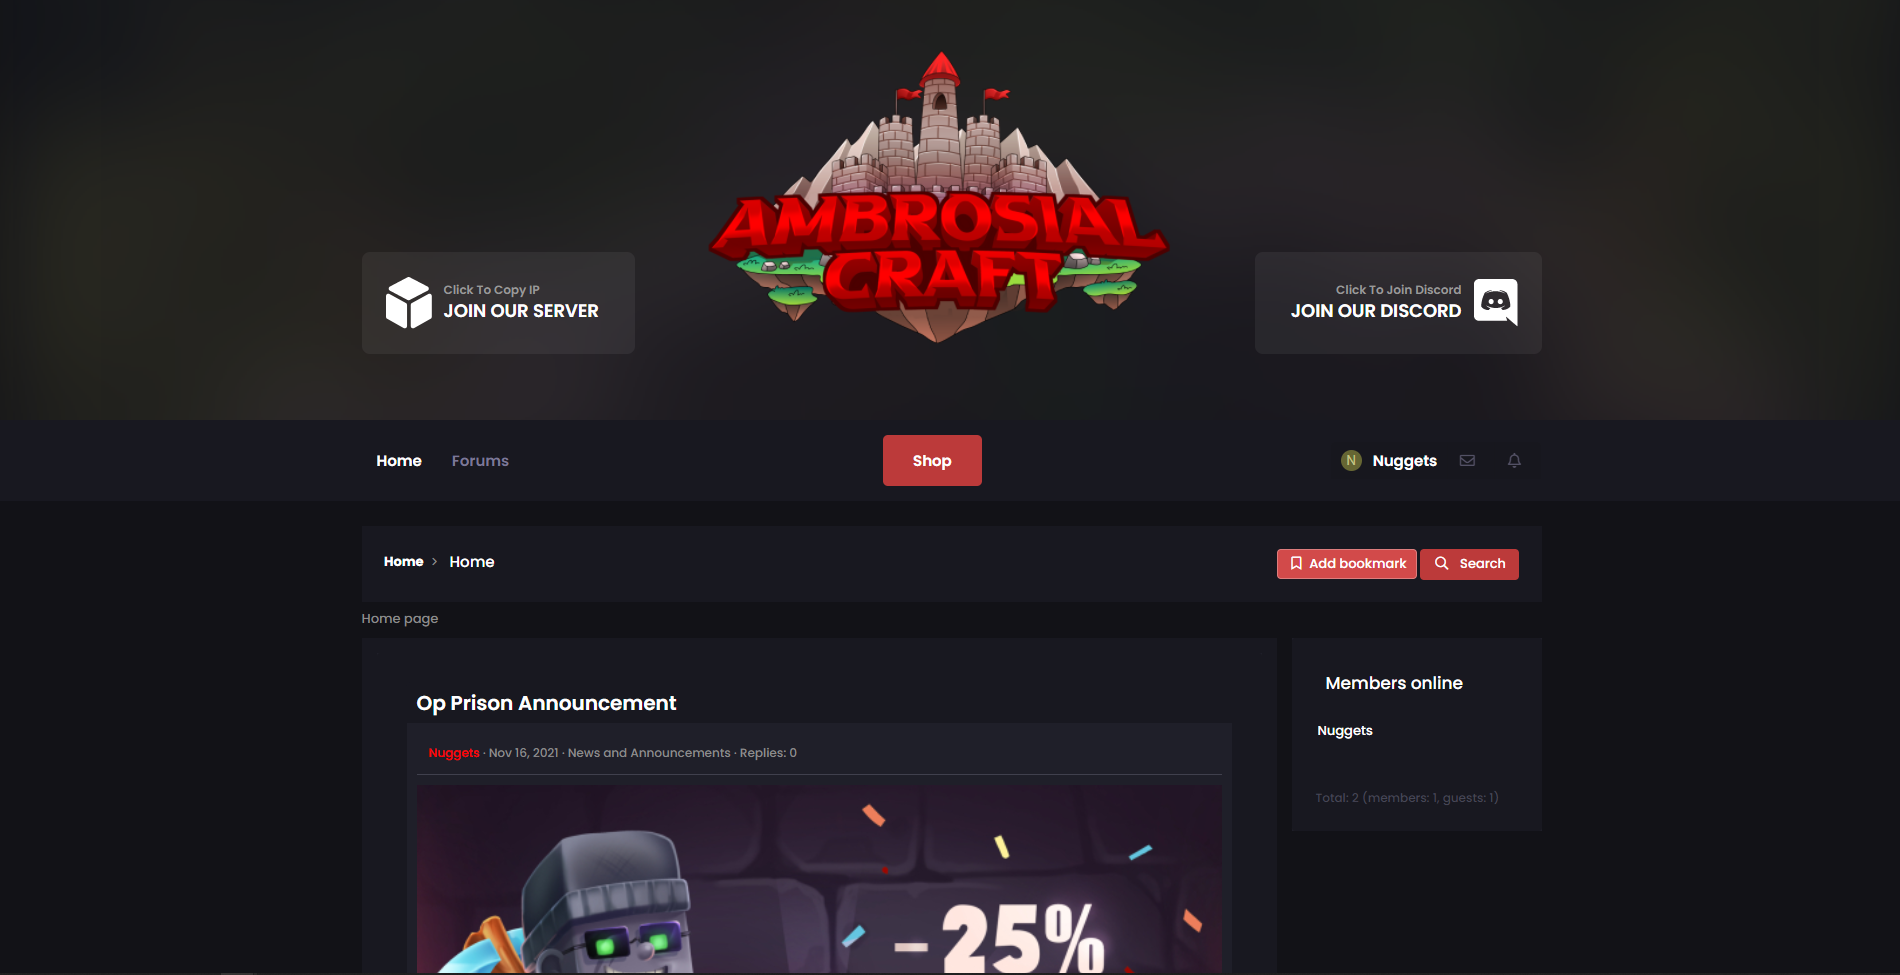 AMBROSIAL
CRAFT
Click To Copy IP
JOIN OUR SERVER
Click To Join Discord
JOIN OUR DISCORD
Home
Forums
Shop
N
Nuggets
Home > Home
Add bookmark
Search
Home page
Op Prison Announcement
Nuggets · Nov 16, 2021 · News and Announcements · Replies: 0
-25%
Members online
Nuggets
Total: 2 (members: 1, guests: 1)